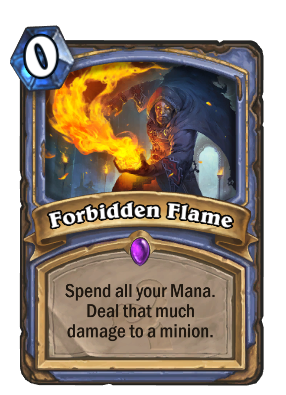 0
Forbidden Flame
Spend all your Mana.
Deal that much
damage to a minion.